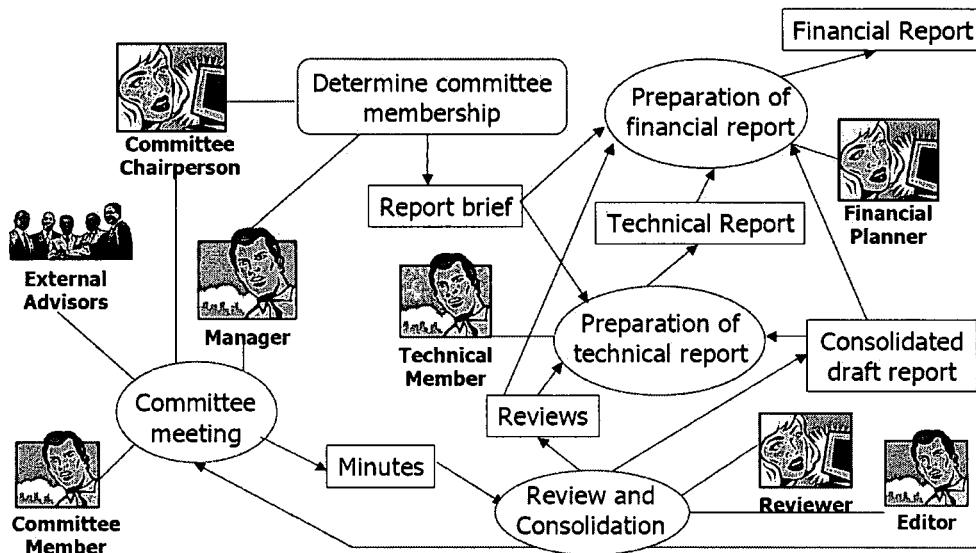 Financial Report
Determine committee
membership
Preparation of
financial report
Committee
Chairperson
Report brief
Technical Report
Financial
Planner
External
Advisors
Manager
Technical
Member
Preparation of
technical report
Consolidated
draft report
Committee
meeting
Reviews
Minutes
Review and
Consolidation
Reviewer
Editor
Committee
Member